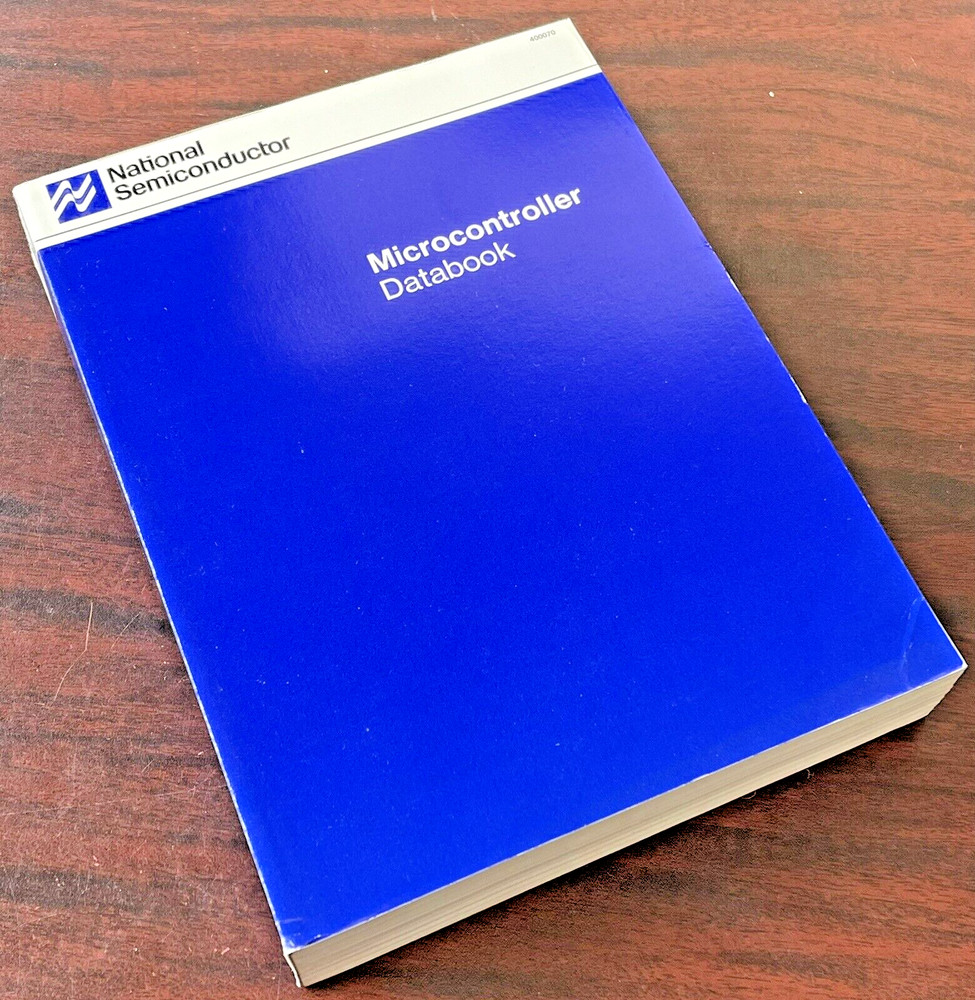 400070
National
Semiconductor
Microcontroller
Databook